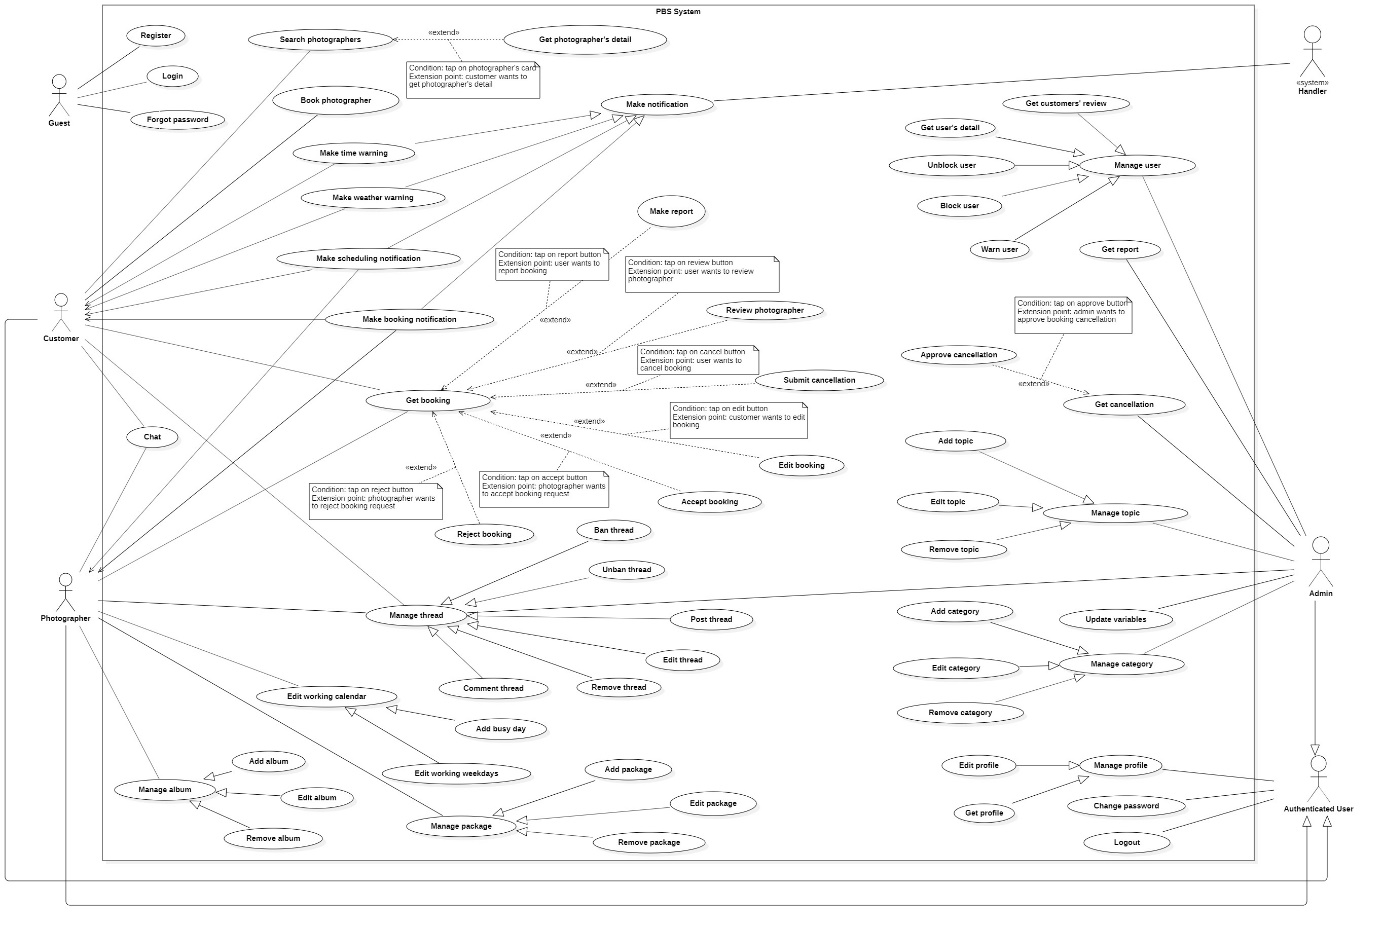 PBS System
Register
Search photographers
«extend»
Get photographer's detail
Condition: tap on photographer's card
Extension point: customer wants to
get photographer's detail
Login
Guest
Forgot password
Book photographer
Make notification
«system»
Handler
Get customers' review
Get user's detail
Make time warning
Unblock user
Manage user
Make weather warning
Block user
Make report
Warn user
Get report
Make scheduling notification
Condition: tap on report button
Extension point: user wants to
report booking
Condition: tap on review button
Extension point: user wants to review
photographer
Condition: tap on approve button
Extension point: admin wants to
approve booking cancellation
Customer
Make booking notification
«extend»
Review photographer
«extend»
Condition: tap on cancel button
Extension point: user wants to
cancel booking
Approve cancellation
«extend»
Submit cancellation
«extend»
Get booking
Get cancellation
Condition: tap on edit button
Extension point: customer wants to edit
booking
«extend»
«extend»
Chat
Add topic
«extend»
Edit booking
Condition: tap on reject button
Extension point: photographer wants
to reject booking request
Condition: tap on accept button
Extension point: photographer wants
to accept booking request
Accept booking
Edit topic
Manage topic
Reject booking
Ban thread
Remove topic
Unban thread
Photographer
Admin
Manage thread
Post thread
Add category
Update variables
Edit thread
Edit category
Manage category
Comment thread
Remove thread
Edit working calendar
Remove category
Add busy day
Add album
Edit working weekdays
Add package
Edit profile
Manage profile
Manage album
Edit album
Edit package
Change password
Authenticated User
Get profile
Manage package
Remove album
Remove package
Logout